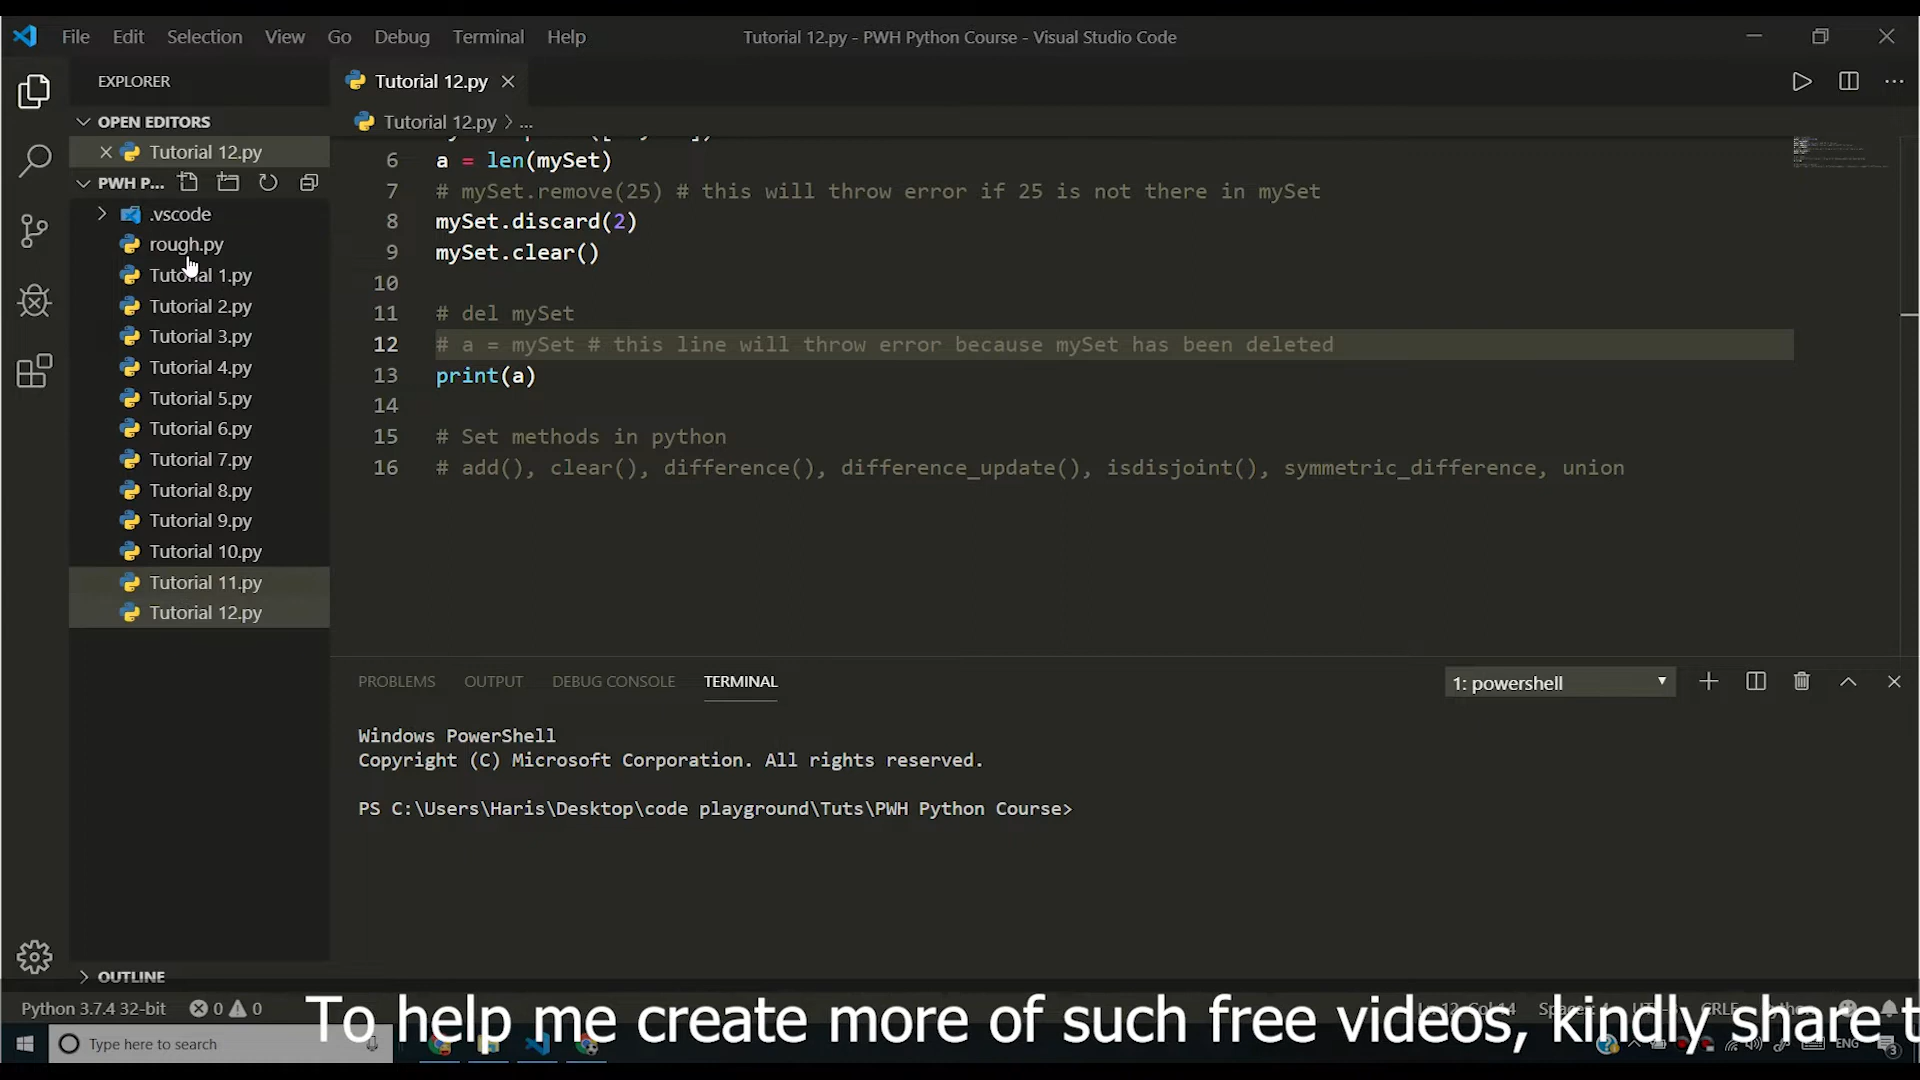 File Edit Selection View Go Debug Terminal Help
Tutorial 12.py - PWH Python Course - Visual Studio Code
EXPLORER
OPEN EDITORS
Tutorial 12.py
PWH P...
.vscode
rough.py
Tutorial 1.py
Tutorial 2.py
Tutorial 3.py
Tutorial 4.py
Tutorial 5.py
Tutorial 6.py
Tutorial 7.py
Tutorial 8.py
Tutorial 9.py
Tutorial 10.py
Tutorial 11.py
Tutorial 12.py
OUTLINE
Tutorial 12.py
Tutorial 12.py > ...
6 a = len(mySet)
7 # mySet.remove(25) # this will throw error if 25 is not there in mySet
8 mySet.discard(2)
9 mySet.clear()
10
11 # del mySet
12 # a = mySet # this line will throw error because mySet has been deleted
13 print(a)
14
15 # Set methods in python
16 # add(), clear(), difference(), difference_update(), isdisjoint(), symmetric_difference, union
PROBLEMS OUTPUT DEBUG CONSOLE TERMINAL
1: powershell
Windows PowerShell
Copyright (C) Microsoft Corporation. All rights reserved.
PS C:\Users\Haris\Desktop\code playground\Tuts\PWH Python Course>
Python 3.7.4 32-bit 0 0
To help me create more of such free videos, kindly share t
Type here to search
ENG
3